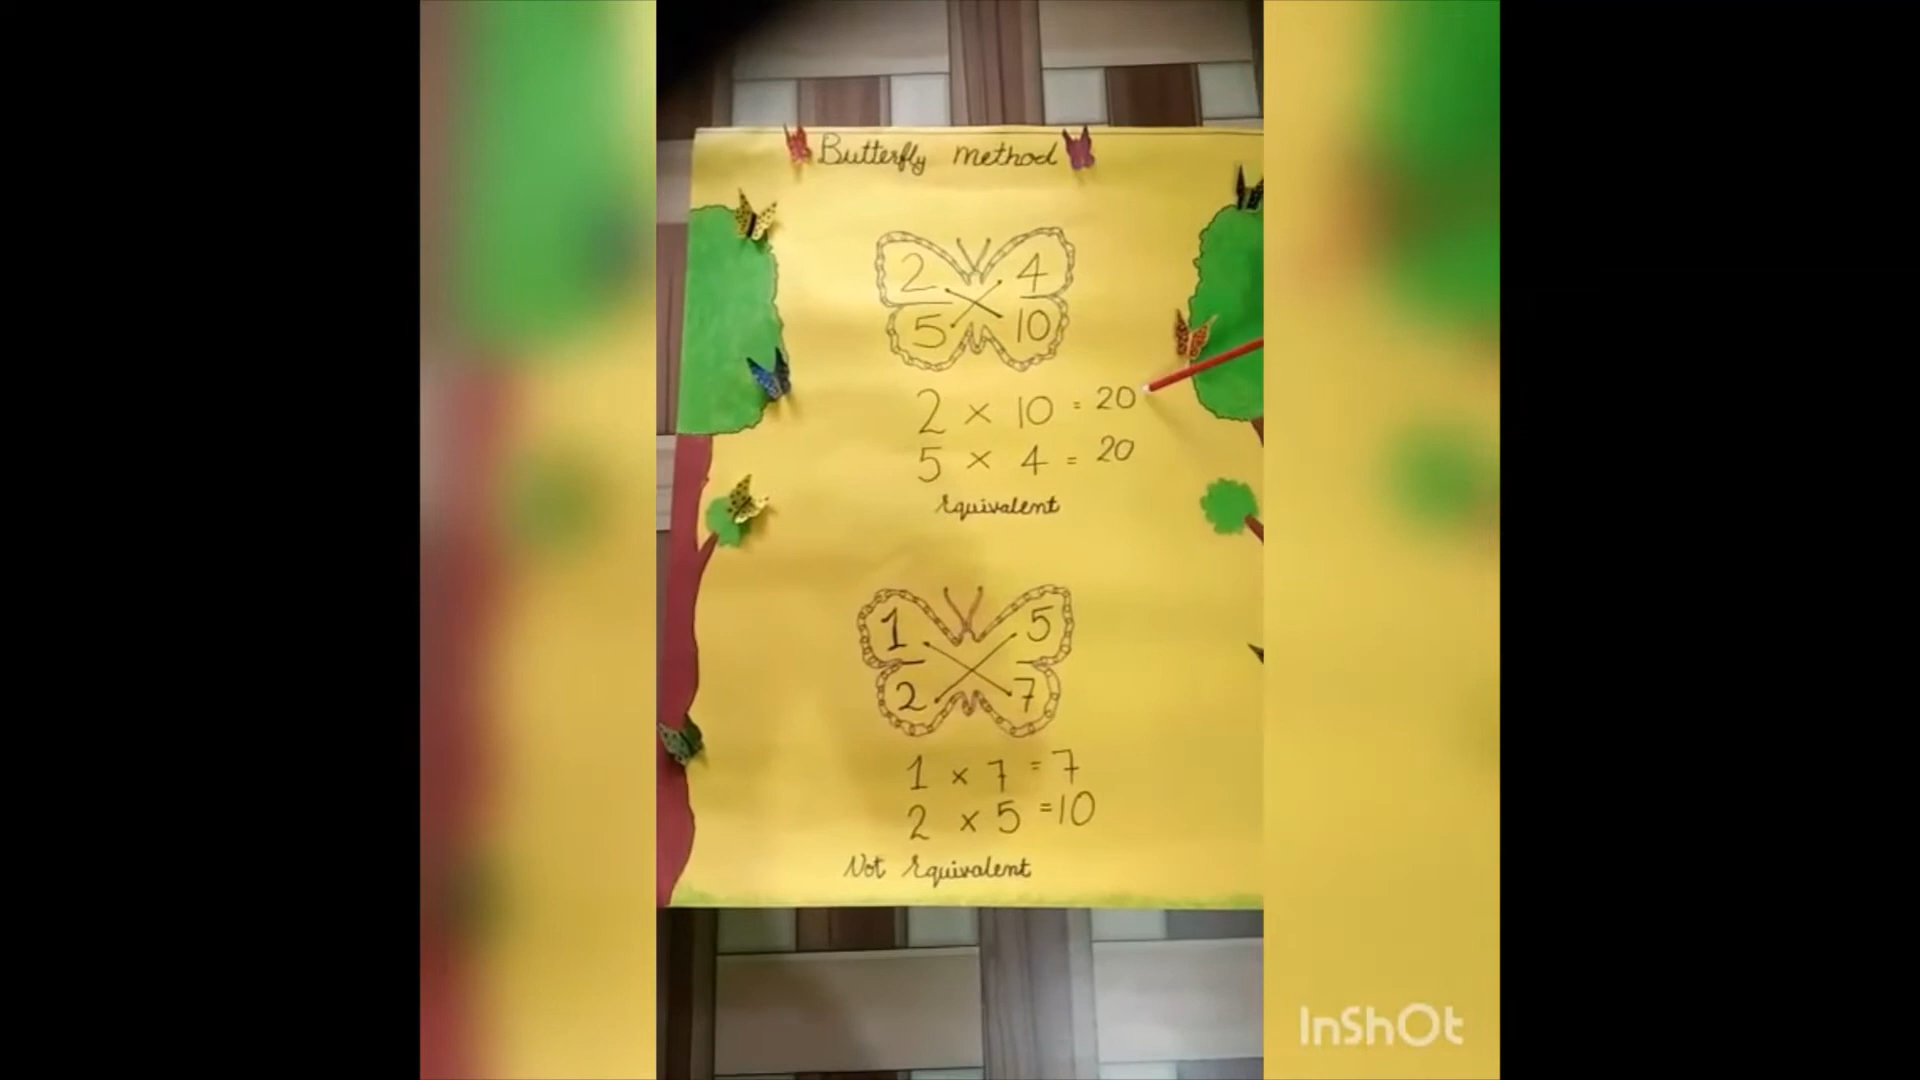 Butterfly method
2 4
5 10
2 × 10 = 20
5 × 4 = 20
Equivalent
1 5
2 7
1 × 7 = 7
2 × 5 = 10
Not Equivalent
InShOt